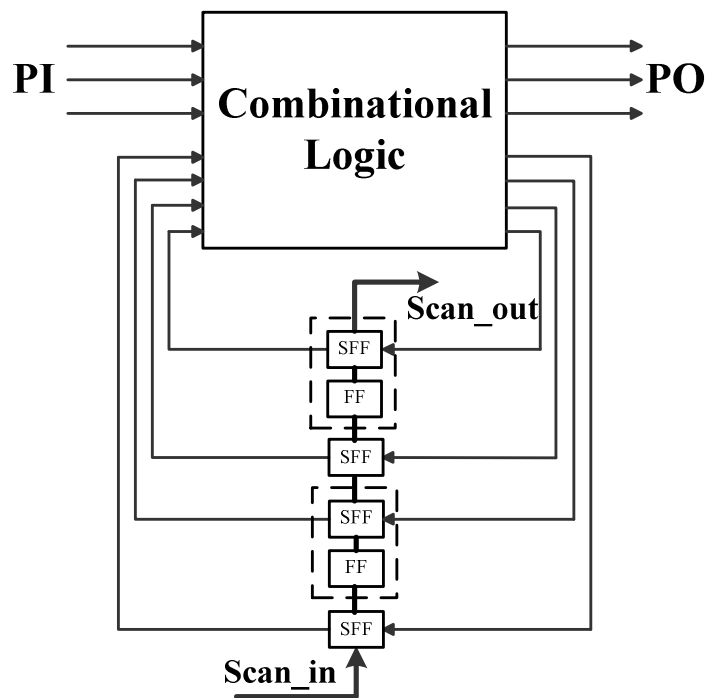 PI
Combinational
Logic
PO
Scan_out
SFF
FF
SFF
SFF
FF
SFF
Scan_in